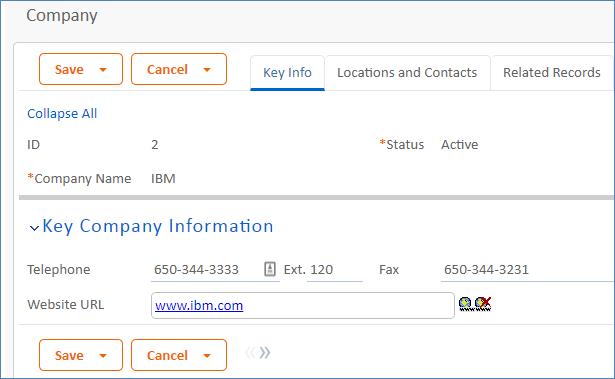 Company
Save Cancel Key Info Locations and Contacts Related Records
Collapse All
ID 2 *Status Active
*Company Name IBM
Key Company Information
Telephone 650-344-3333 Ext. 120 Fax 650-344-3231
Website URL www.ibm.com
Save Cancel